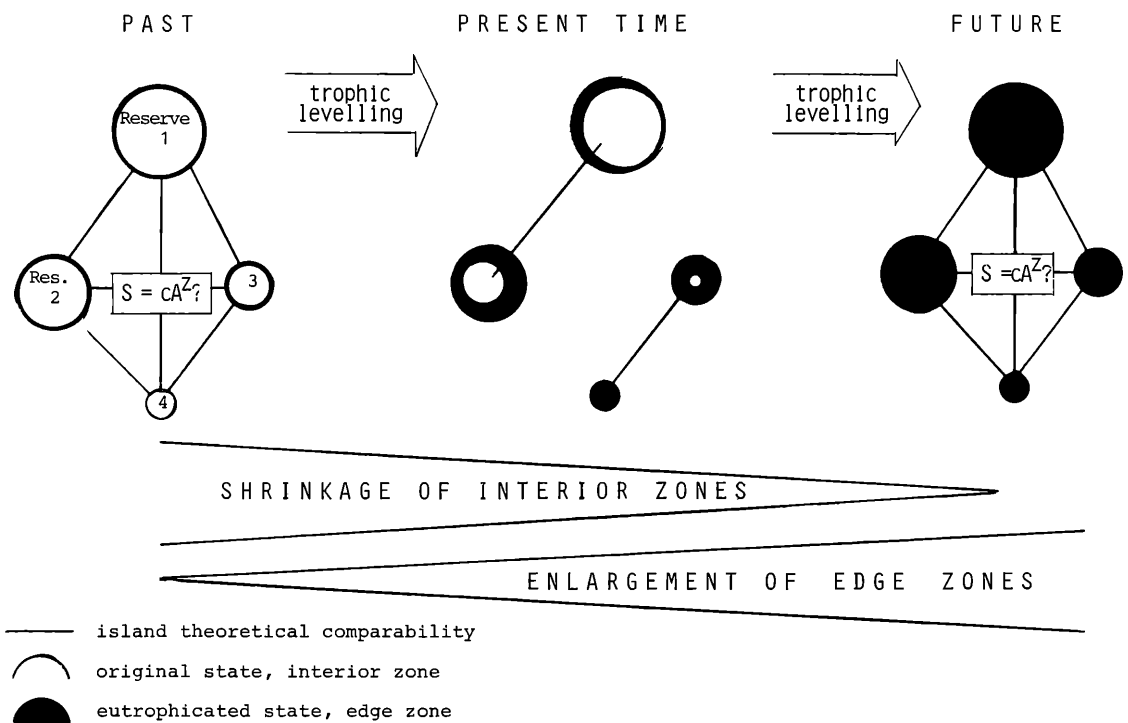 PAST
PRESENT TIME
FUTURE
trophic
levelling
trophic
levelling
Reserve
1
Res.
2
S = cA^Z?
3
4
S =cA^Z?
SHRINKAGE OF INTERIOR ZONES
ENLARGEMENT OF EDGE ZONES
island theoretical comparability
original state, interior zone
eutrophicated state, edge zone